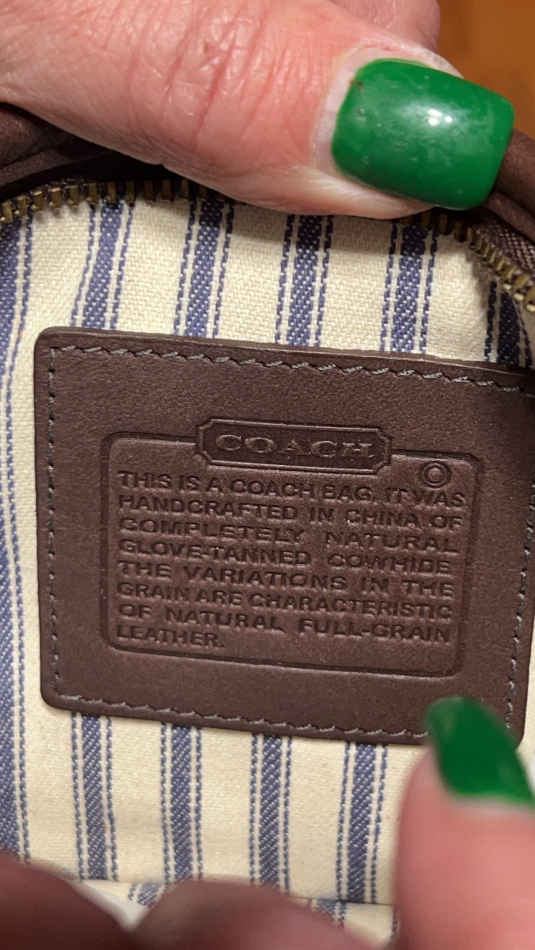 COACH
©
THIS IS A COACH BAG. IT WAS
HANDCRAFTED IN CHINA OF
COMPLETELY NATURAL
GLOVE-TANNED COWHIDE
THE VARIATIONS IN THE
GRAIN ARE CHARACTERISTIC
OF NATURAL FULL-GRAIN
LEATHER.